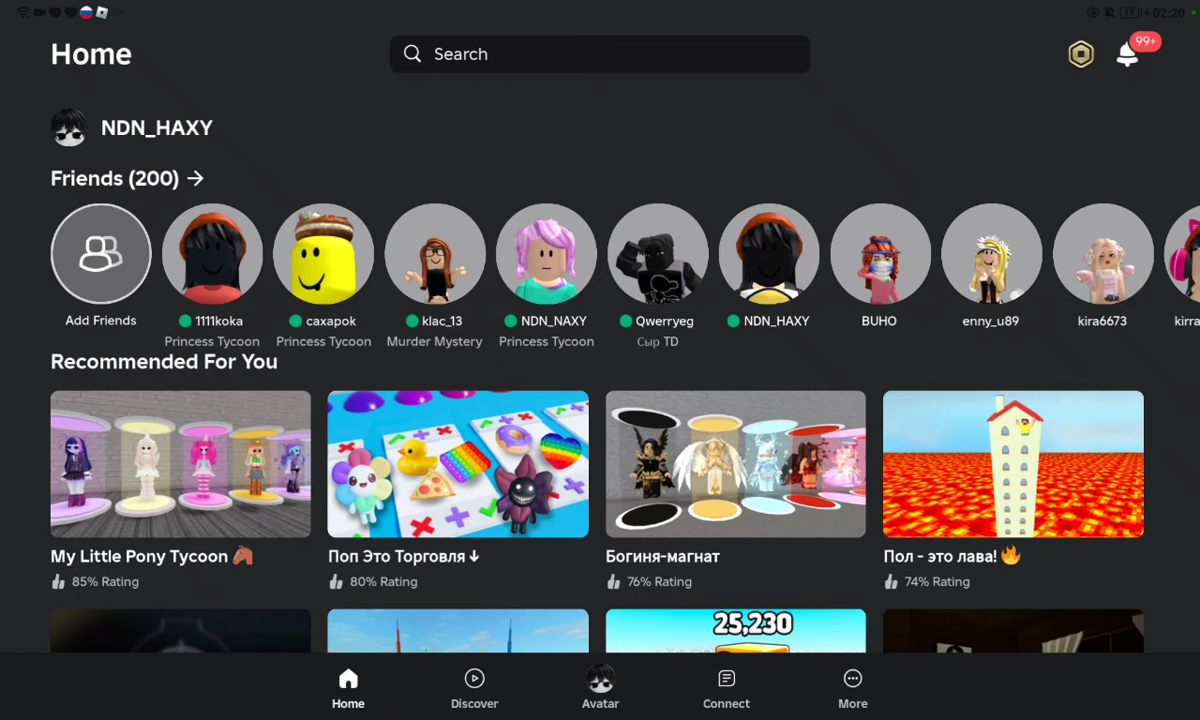 19 02:20
Home
Search
99+
NDN_HAXY
Friends (200) →
Add Friends
1111koka
caxapok
klac_13
NDN_NAXY
Qwerryeg
NDN_HAXY
BUHO
enny_u89
kira6673
kirra
Princess Tycoon
Princess Tycoon
Murder Mystery
Princess Tycoon
Сыр TD
Recommended For You
My Little Pony Tycoon 🐴
Поп Это Торговля ↓
Богиня-магнат
Пол - это лава! 🔥
85% Rating
80% Rating
76% Rating
74% Rating
25,230
Home
Discover
Avatar
Connect
More